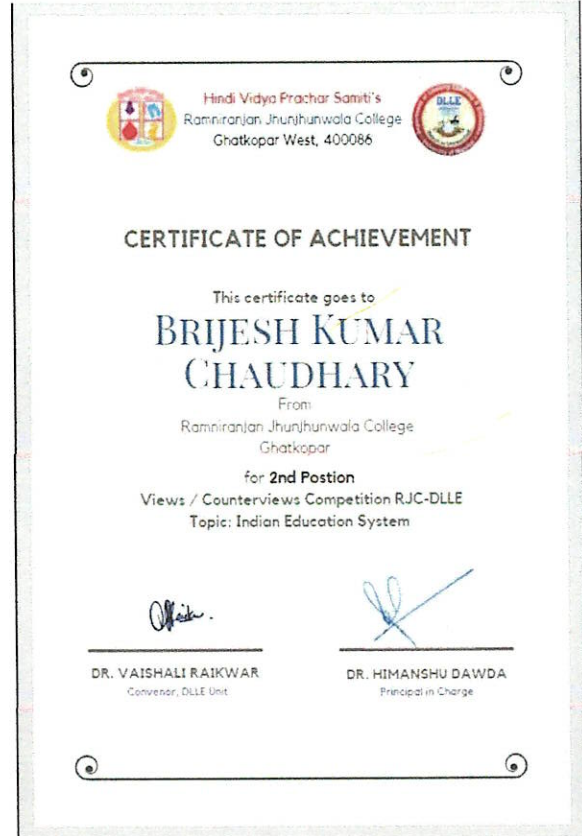 Hindi Vidya Prachar Samiti's
Ramniranjan Jhunjhunwala College
Ghatkopar West, 400086
DLLE
CERTIFICATE OF ACHIEVEMENT
This certificate goes to
BRIJESH KUMAR
CHAUDHARY
From
Ramniranjan Jhunjhunwala College
Ghatkopar
for 2nd Postion
Views / Counterviews Competition RJC-DLLE
Topic: Indian Education System
DR. VAISHALI RAIKWAR
Convenor, DLLE Unit
DR. HIMANSHU DAWDA
Principal in Charge